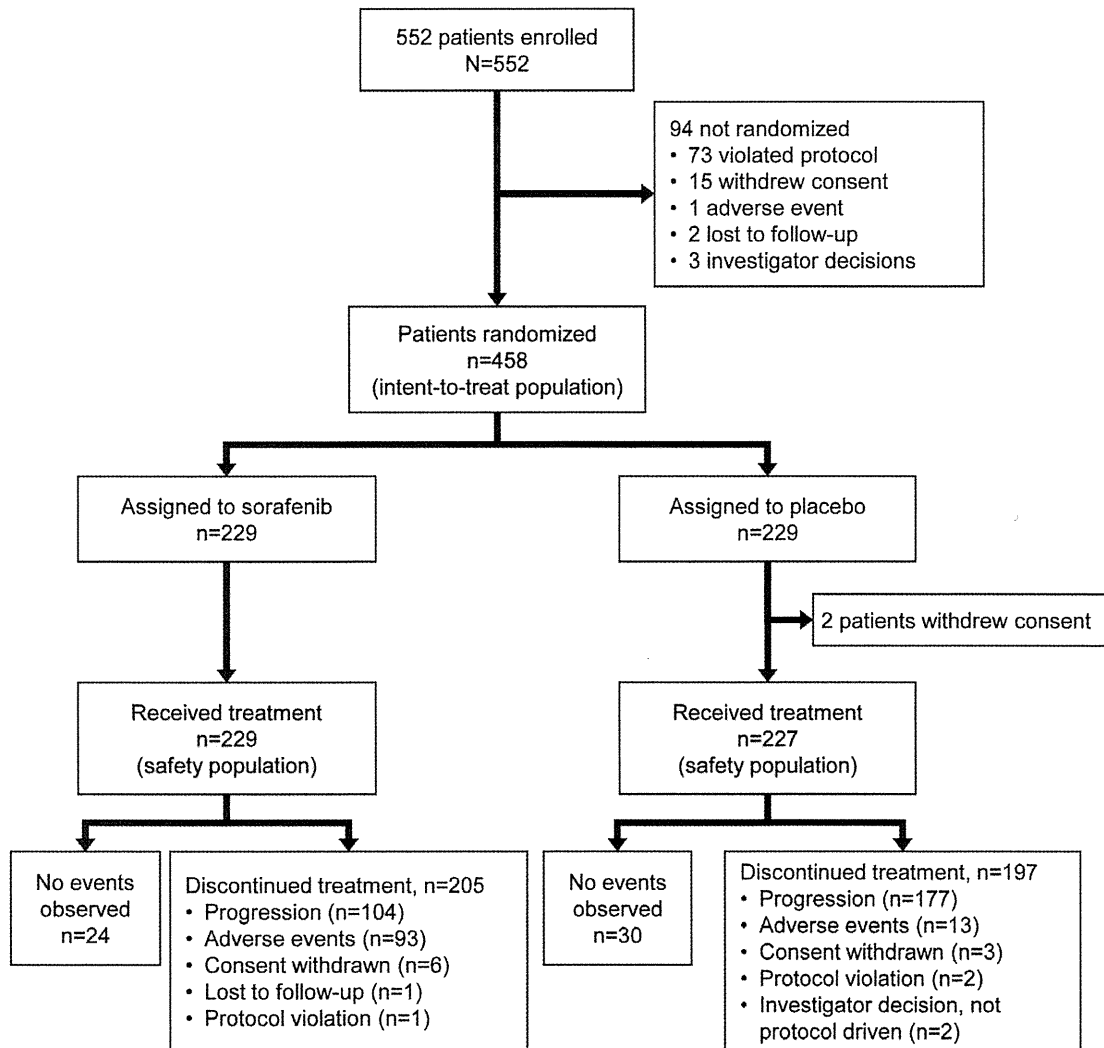 552 patients enrolled
N=552
94 not randomized
• 73 violated protocol
• 15 withdrew consent
• 1 adverse event
• 2 lost to follow-up
• 3 investigator decisions
Patients randomized
n=458
(intent-to-treat population)
Assigned to sorafenib
n=229
Assigned to placebo
n=229
2 patients withdrew consent
Received treatment
n=229
(safety population)
Received treatment
n=227
(safety population)
No events
observed
n=24
Discontinued treatment, n=205
• Progression (n=104)
• Adverse events (n=93)
• Consent withdrawn (n=6)
• Lost to follow-up (n=1)
• Protocol violation (n=1)
No events
observed
n=30
Discontinued treatment, n=197
• Progression (n=177)
• Adverse events (n=13)
• Consent withdrawn (n=3)
• Protocol violation (n=2)
• Investigator decision, not
protocol driven (n=2)